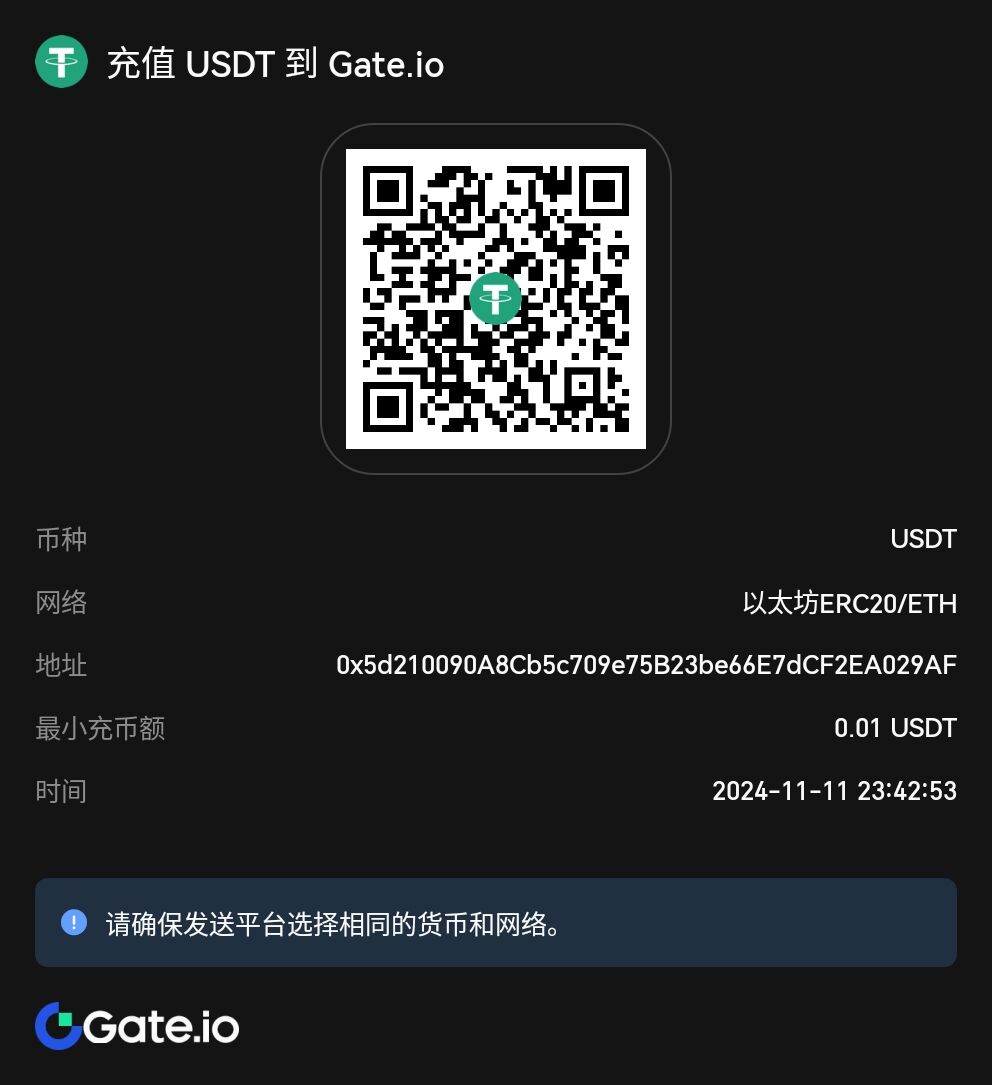 充值 USDT 到 Gate.io
币种 USDT
网络 以太坊ERC20/ETH
地址 0x5d210090A8Cb5c709e75B23be66E7dCF2EA029AF
最小充币额 0.01 USDT
时间 2024-11-11 23:42:53
请确保发送平台选择相同的货币和网络。
Gate.io